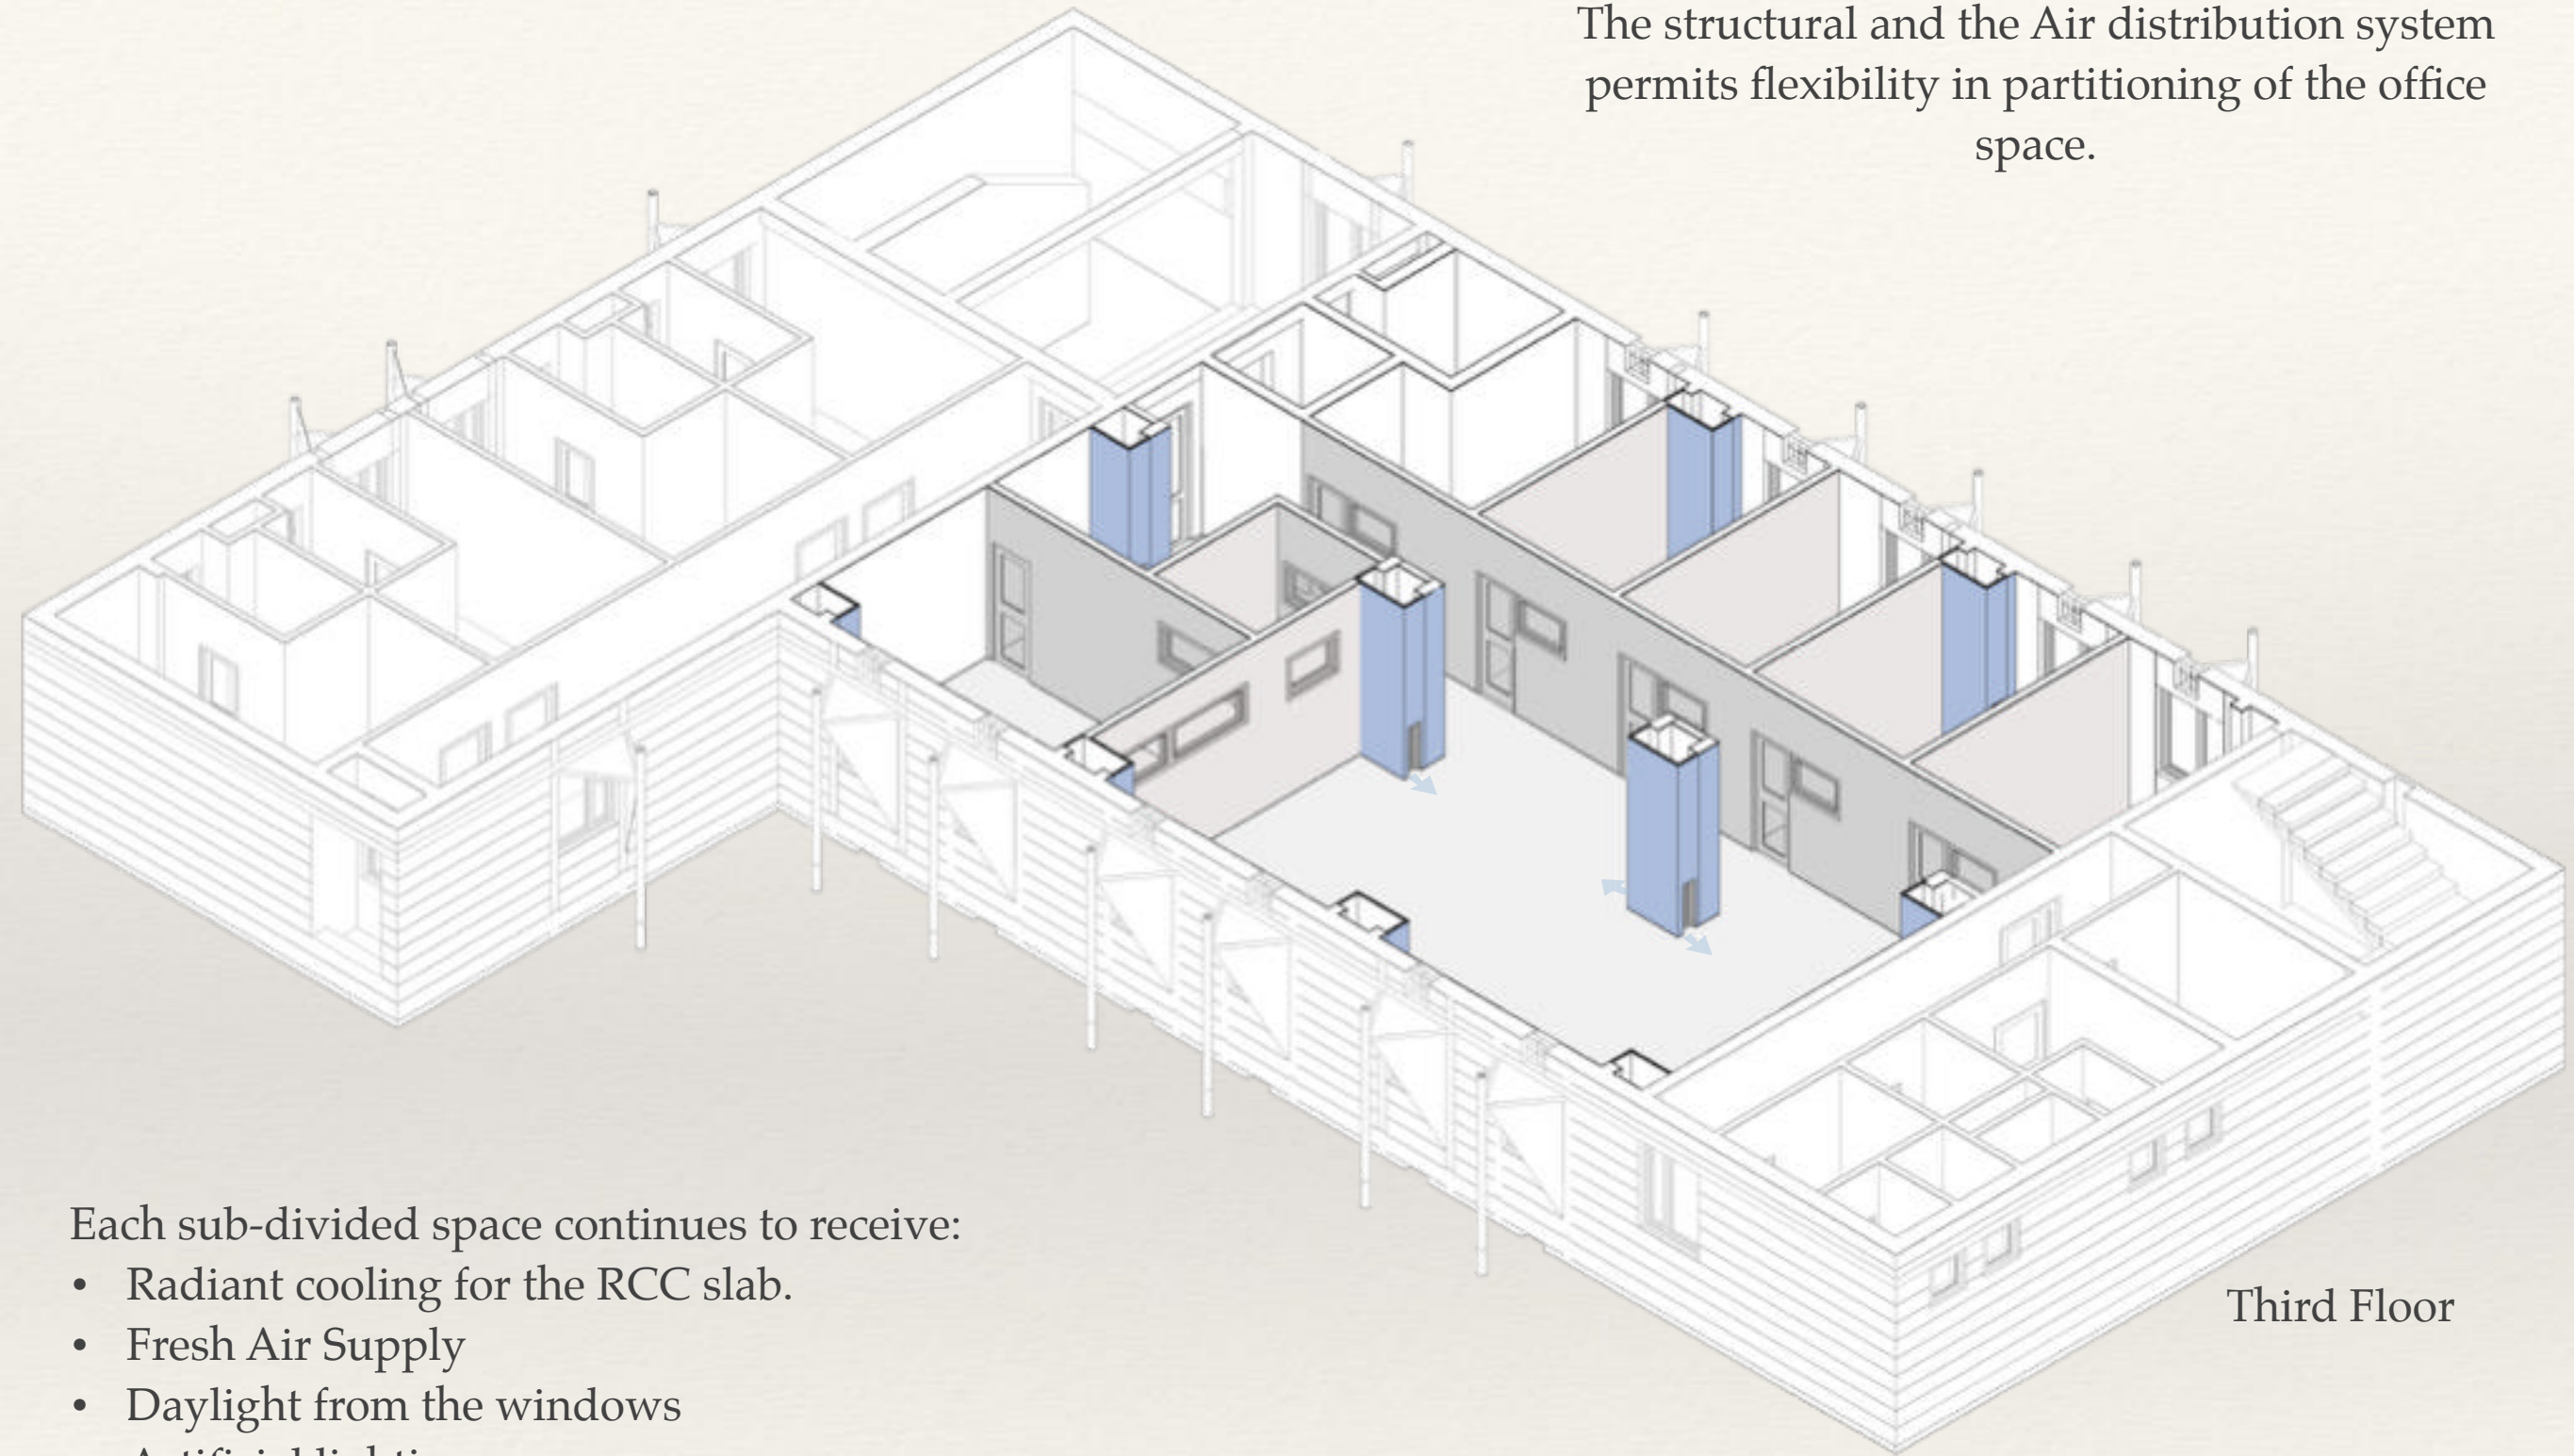 The structural and the Air distribution system
permits flexibility in partitioning of the office
space.
Each sub-divided space continues to receive:
• Radiant cooling for the RCC slab.
• Fresh Air Supply
• Daylight from the windows
Third Floor